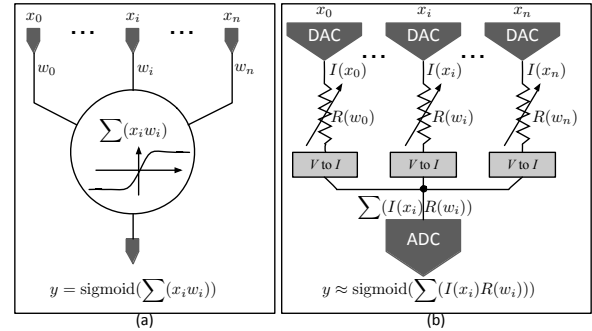 x_0 ... x_i ... x_n
w_0 w_i w_n
∑(x_i w_i)
y = sigmoid(∑(x_i w_i))
(a)
x_0 x_i x_n
DAC ... DAC ... DAC
I(x_0) I(x_i) I(x_n)
R(w_0) R(w_i) R(w_n)
V to I V to I V to I
∑(I(x_i)R(w_i))
ADC
y ≈ sigmoid(∑(I(x_i)R(w_i)))
(b)